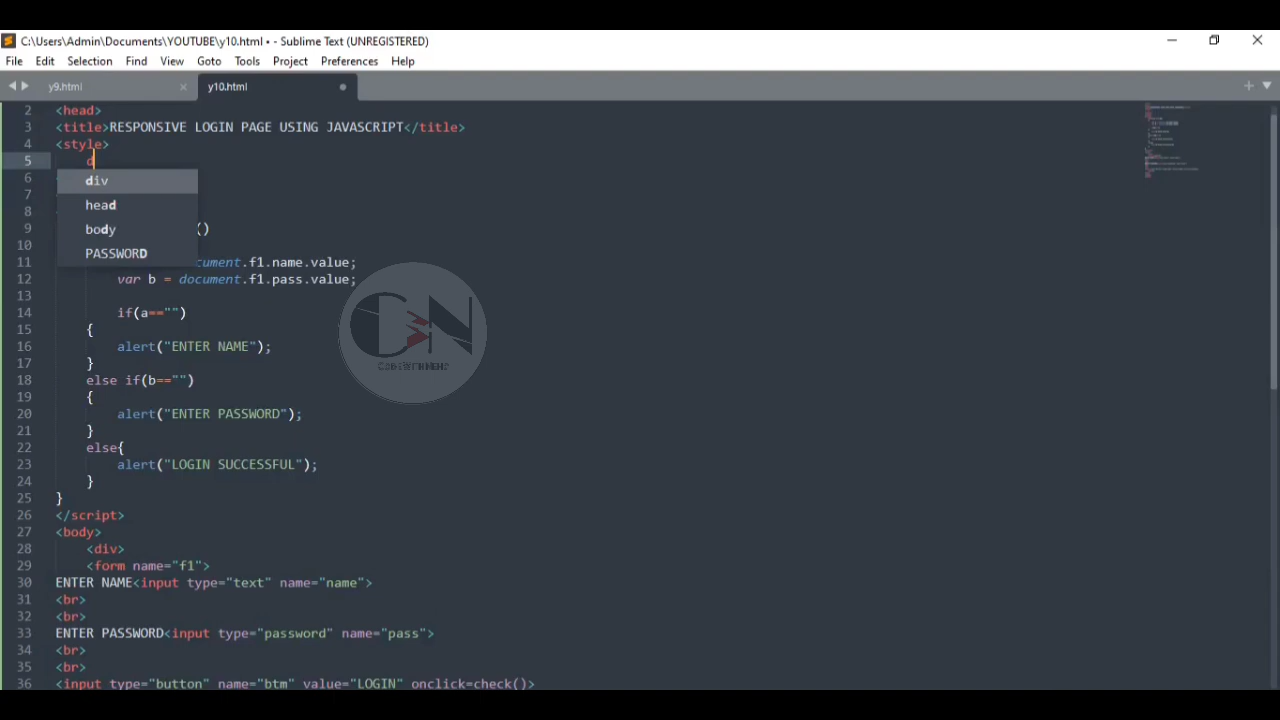 C:\Users\Admin\Documents\YOUTUBE\y10.html • - Sublime Text (UNREGISTERED)
File Edit Selection Find View Goto Tools Project Preferences Help
y9.html y10.html
2 <head>
3 <title>RESPONSIVE LOGIN PAGE USING JAVASCRIPT</title>
4 <style>
5 d
6 div
7 head
8 body
9 ()
10 PASSWORD
11 cument.f1.name.value;
12 var b = document.f1.pass.value;
13
14 if(a=="")
15 {
16 alert("ENTER NAME");
17 }
18 else if(b=="")
19 {
20 alert("ENTER PASSWORD");
21 }
22 else{
23 alert("LOGIN SUCCESSFUL");
24 }
25 }
26 </script>
27 <body>
28 <div>
29 <form name="f1">
30 ENTER NAME<input type="text" name="name">
31 <br>
32 <br>
33 ENTER PASSWORD<input type="password" name="pass">
34 <br>
35 <br>
36 <input type="button" name="btm" value="LOGIN" onclick=check()>